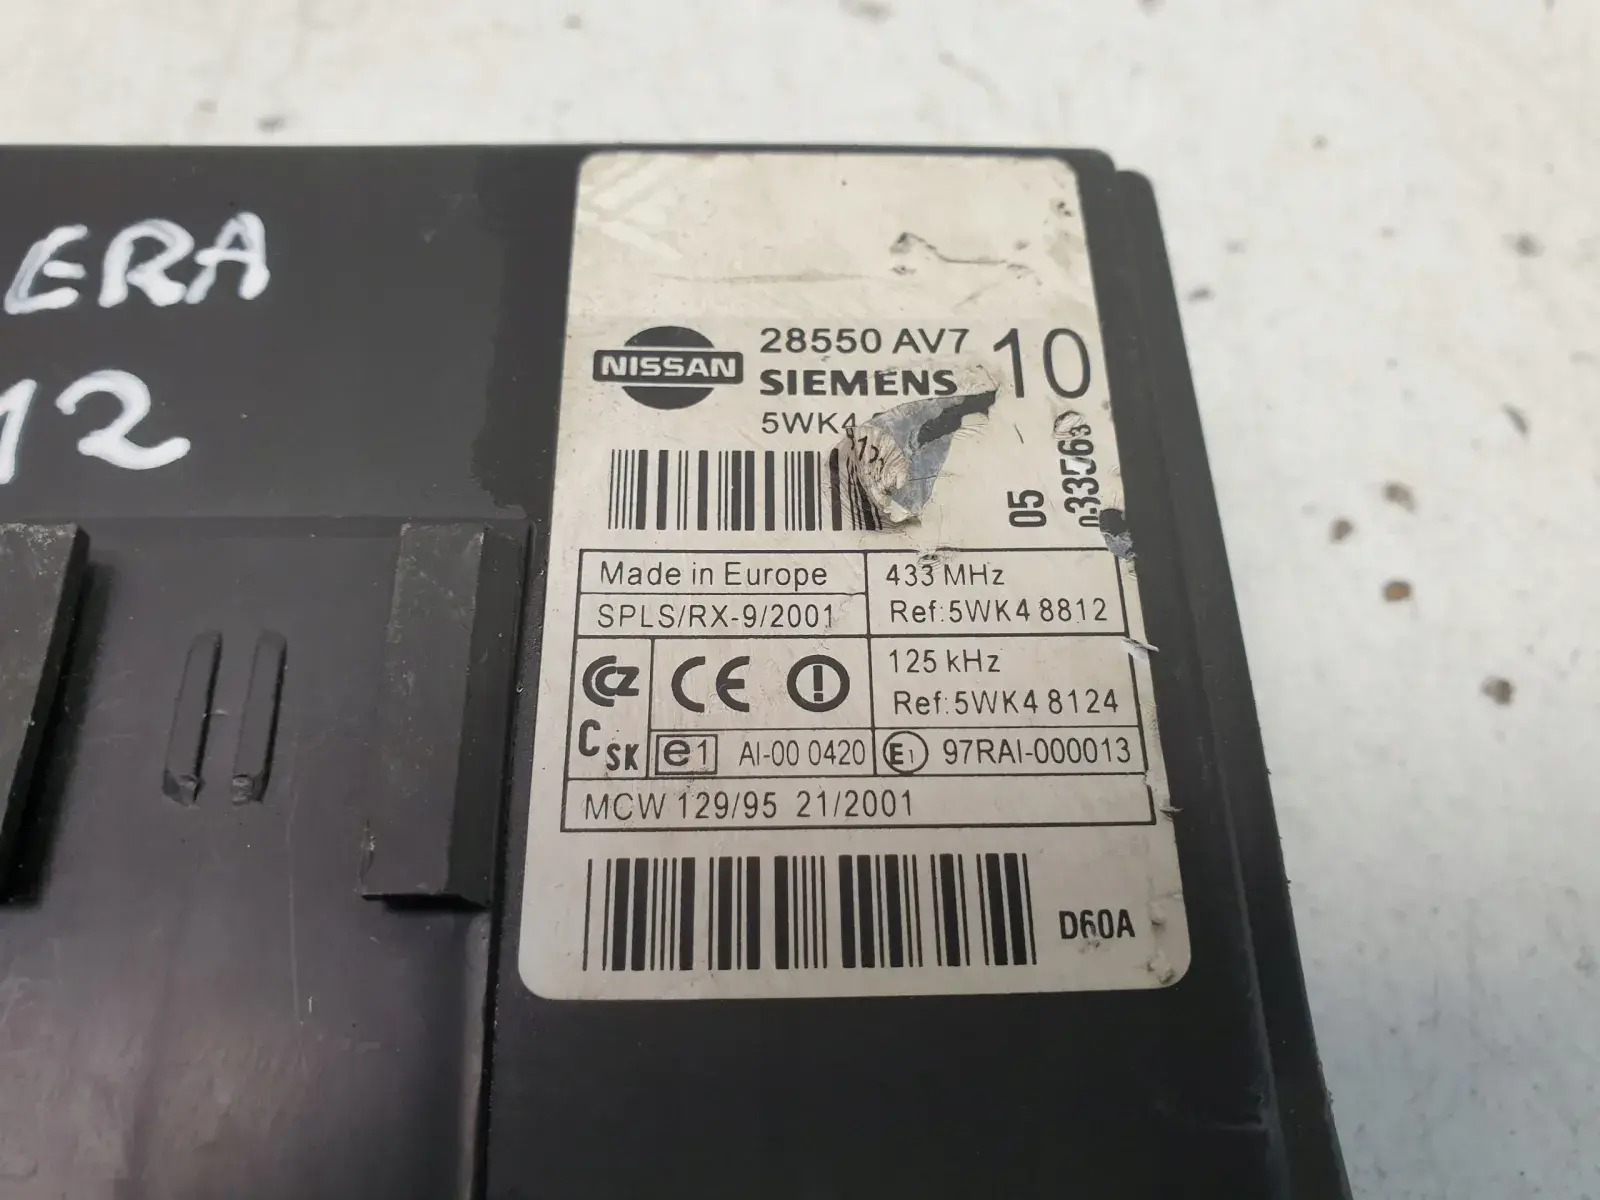 ERA
12
NISSAN
28550 AV7 10
SIEMENS
5WK4
05
033563
Made in Europe
433 MHz
SPLS/RX-9/2001
Ref:5WK4 8812
CE
125 kHz
Ref:5WK4 8124
C SK
e1 AI-00 0420
E1 97RAI-000013
MCW 129/95 21/2001
D60A